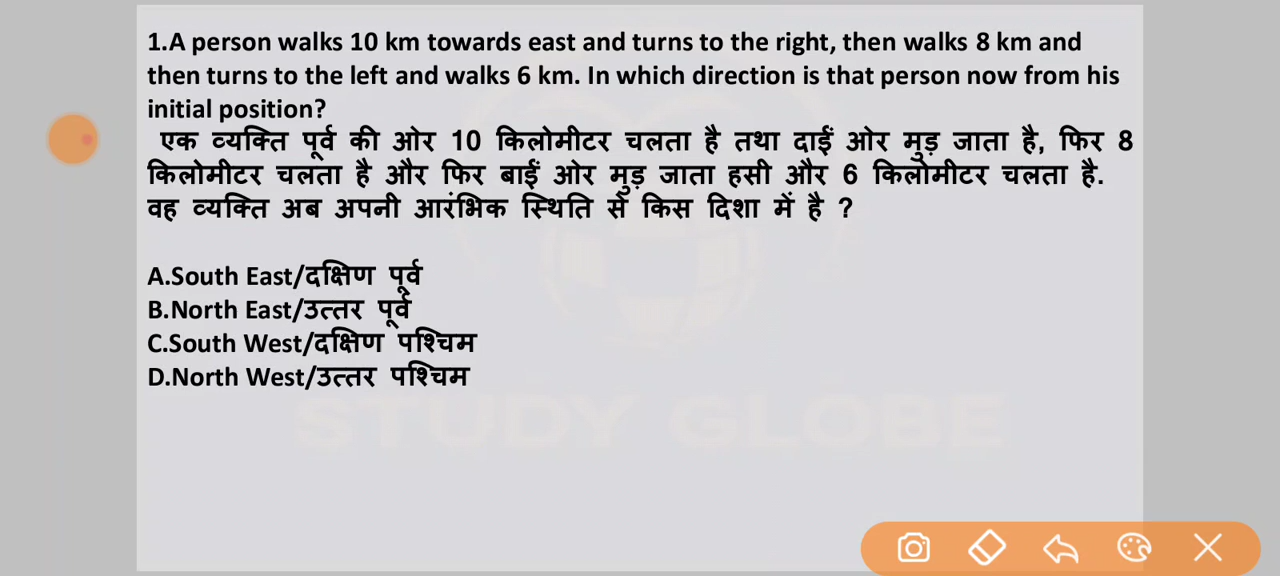 1.A person walks 10 km towards east and turns to the right, then walks 8 km and
then turns to the left and walks 6 km. In which direction is that person now from his
initial position?
एक व्यक्ति पूर्व की ओर 10 किलोमीटर चलता है तथा दाईं ओर मुड़ जाता है, फिर 8
किलोमीटर चलता है और फिर बाईं ओर मुड़ जाता हसी और 6 किलोमीटर चलता है.
वह व्यक्ति अब अपनी आरंभिक स्थिति से किस दिशा में है ?
A.South East/दक्षिण पूर्व
B.North East/उत्तर पूर्व
C.South West/दक्षिण पश्चिम
D.North West/उत्तर पश्चिम
STUDY GLOBE